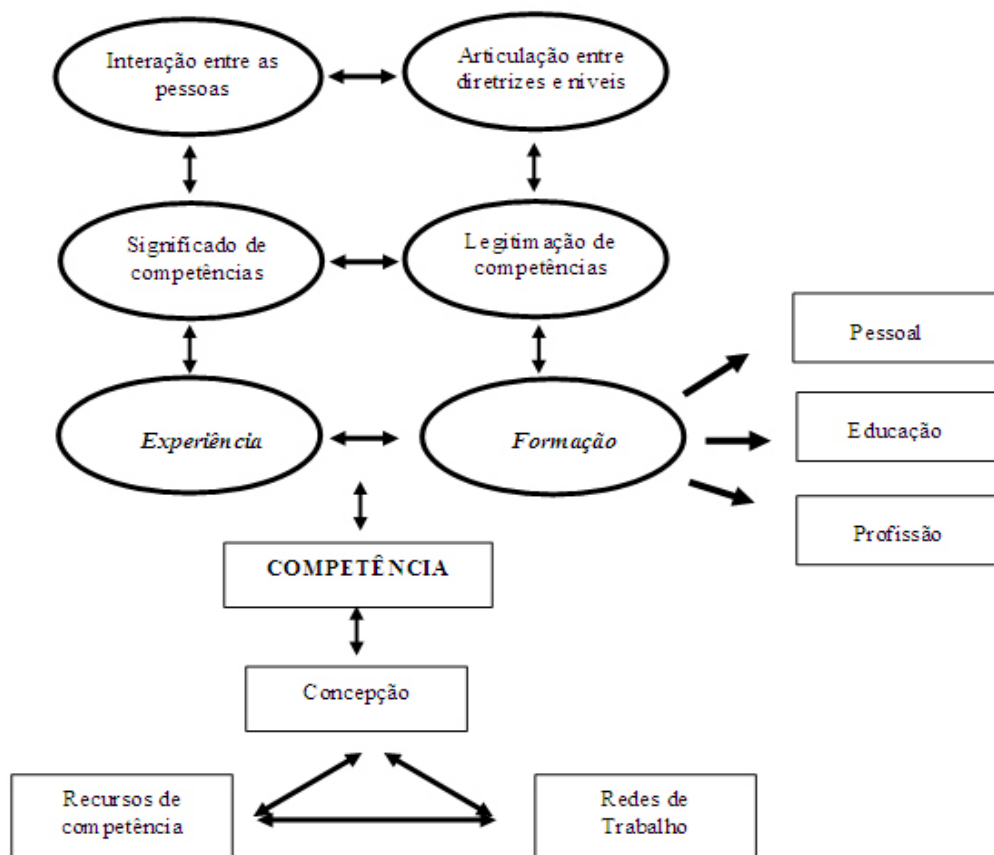 Interação entre as
pessoas
Articulação entre
diretrizes e níveis
Significado de
competências
Legitimação de
competências
Experiência
Formação
Pessoal
Educação
Profissão
COMPETÊNCIA
Concepção
Recursos de
competência
Redes de
Trabalho